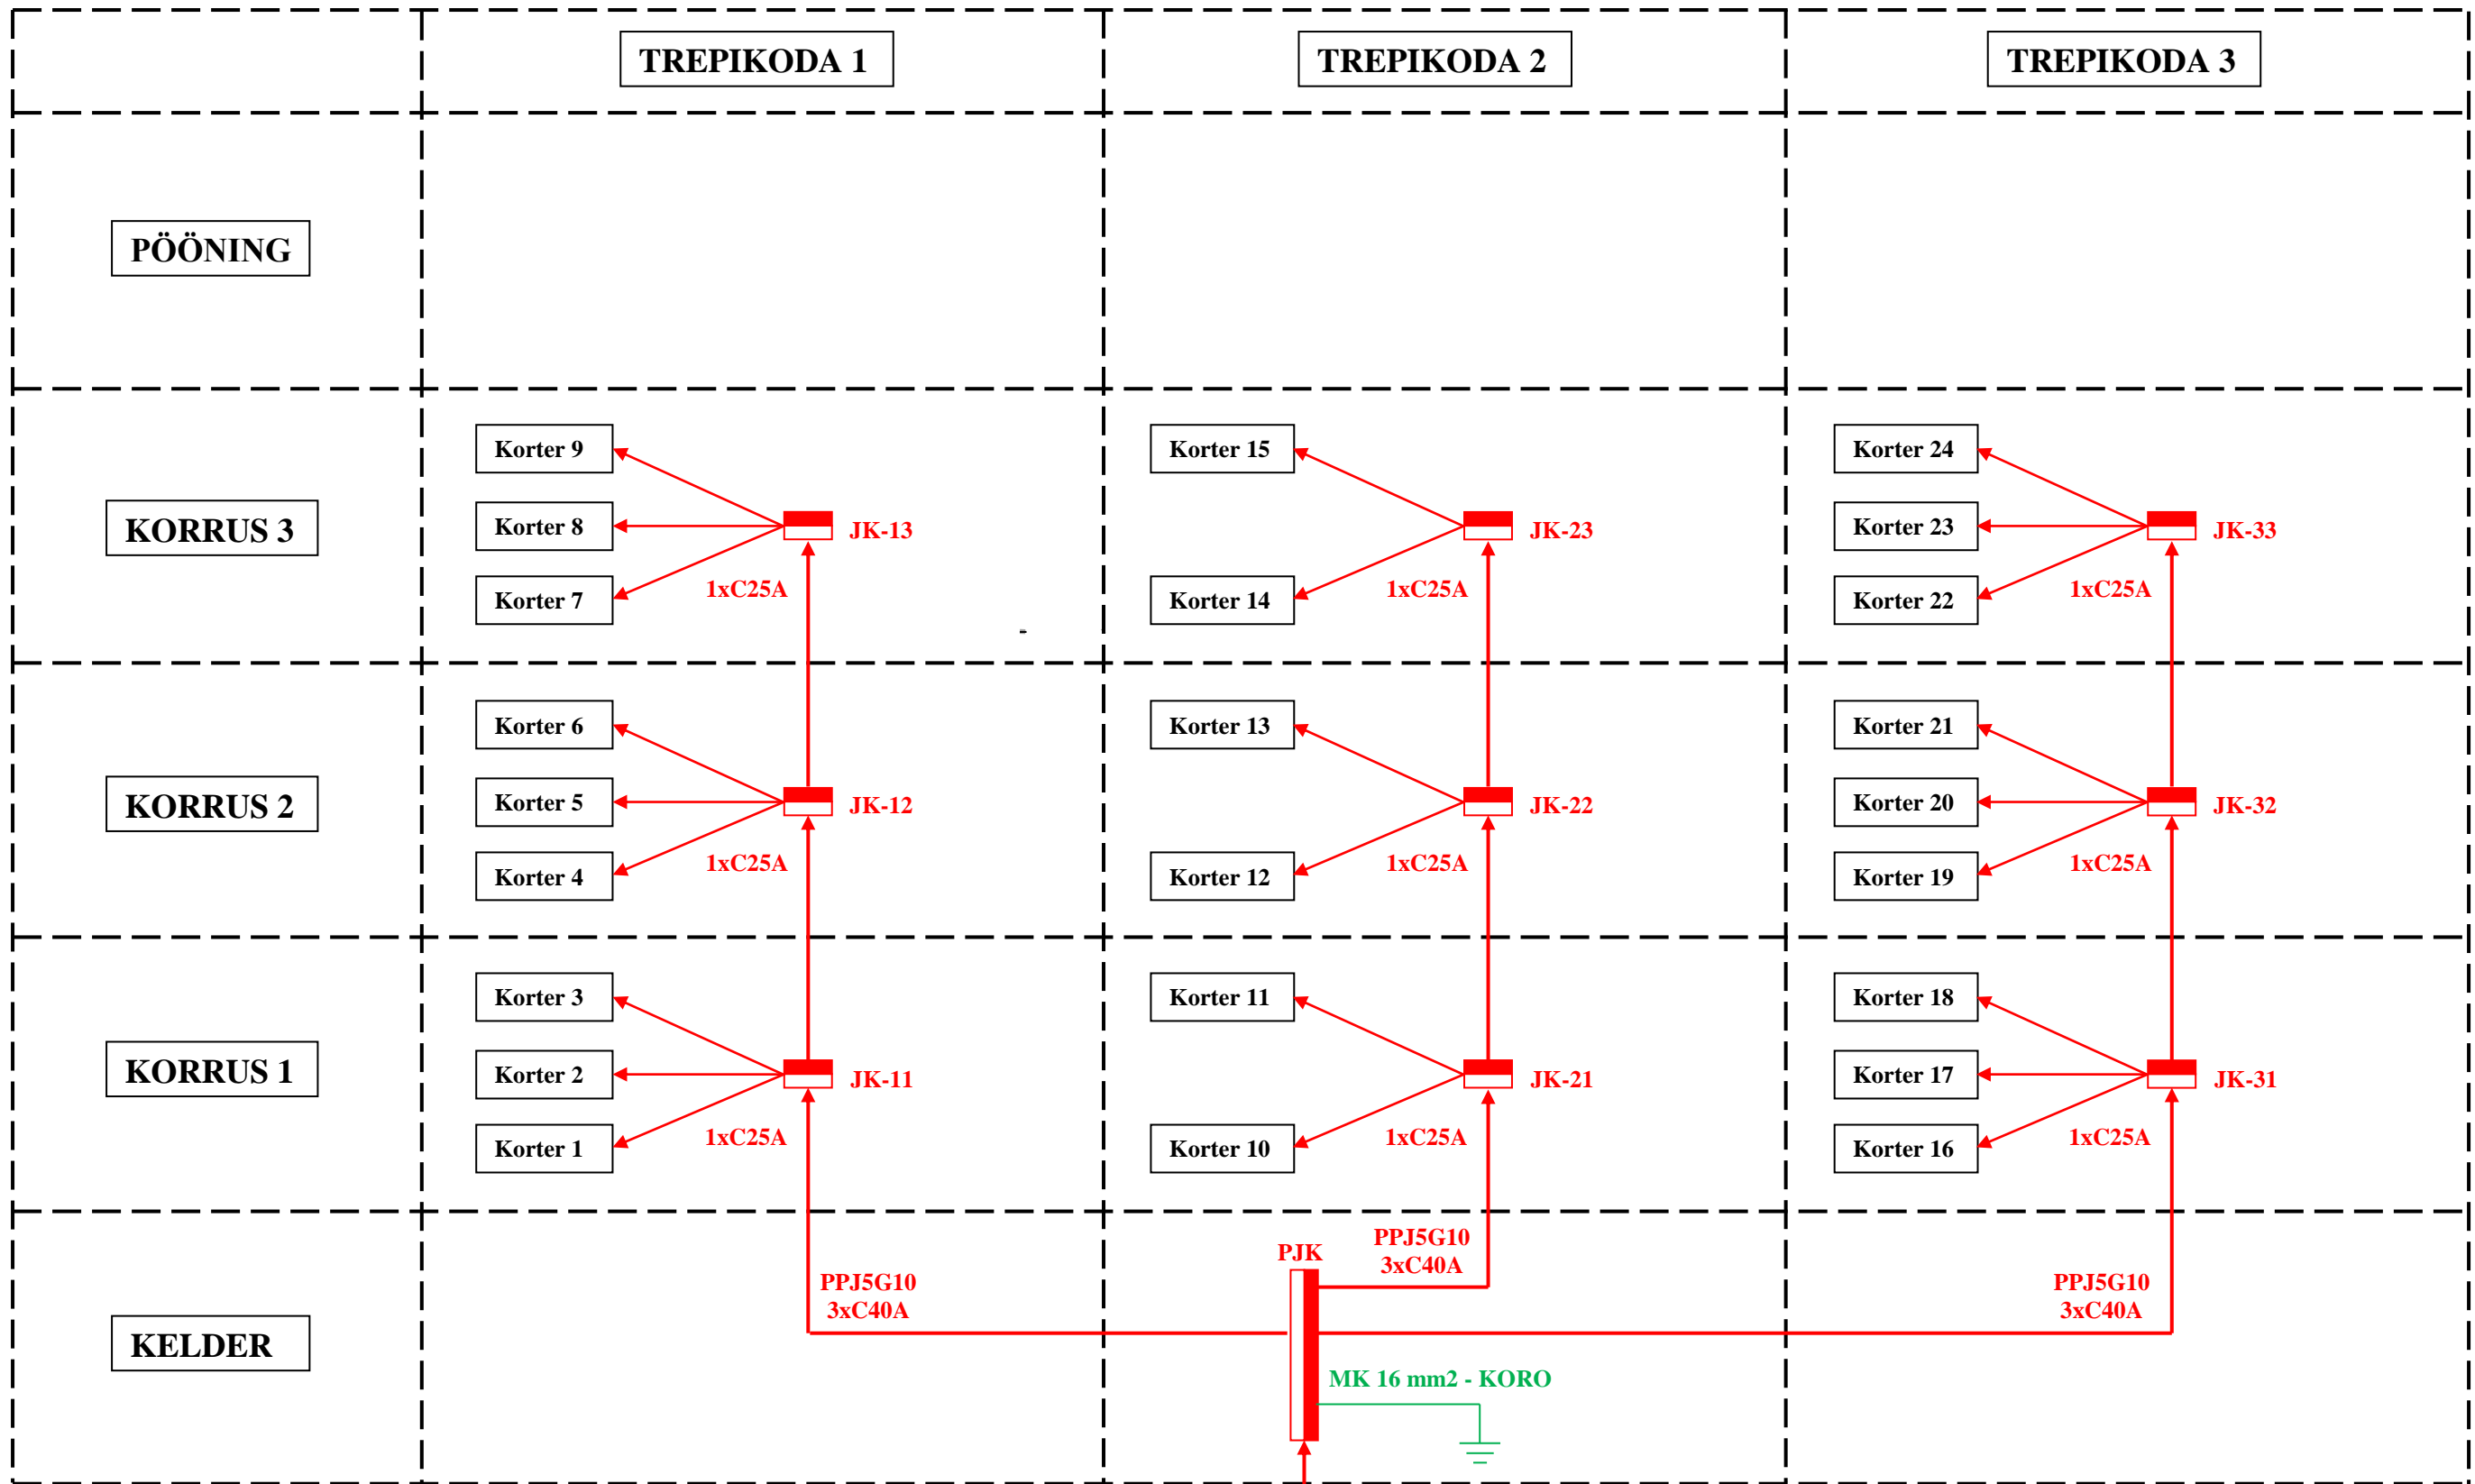 TREPIKODA 1
TREPIKODA 2
TREPIKODA 3
PÖÖNING
KORRUS 3
Korter 9
Korter 8
Korter 7
JK-13
1xC25A
-
Korter 15
Korter 14
JK-23
1xC25A
Korter 24
Korter 23
Korter 22
JK-33
1xC25A
KORRUS 2
Korter 6
Korter 5
Korter 4
JK-12
1xC25A
Korter 13
Korter 12
JK-22
1xC25A
Korter 21
Korter 20
Korter 19
JK-32
1xC25A
KORRUS 1
Korter 3
Korter 2
Korter 1
JK-11
1xC25A
Korter 11
Korter 10
JK-21
1xC25A
Korter 18
Korter 17
Korter 16
JK-31
1xC25A
KELDER
PPJ5G10
3xC40A
PJK
PPJ5G10
3xC40A
MK 16 mm2 - KORO
PPJ5G10
3xC40A